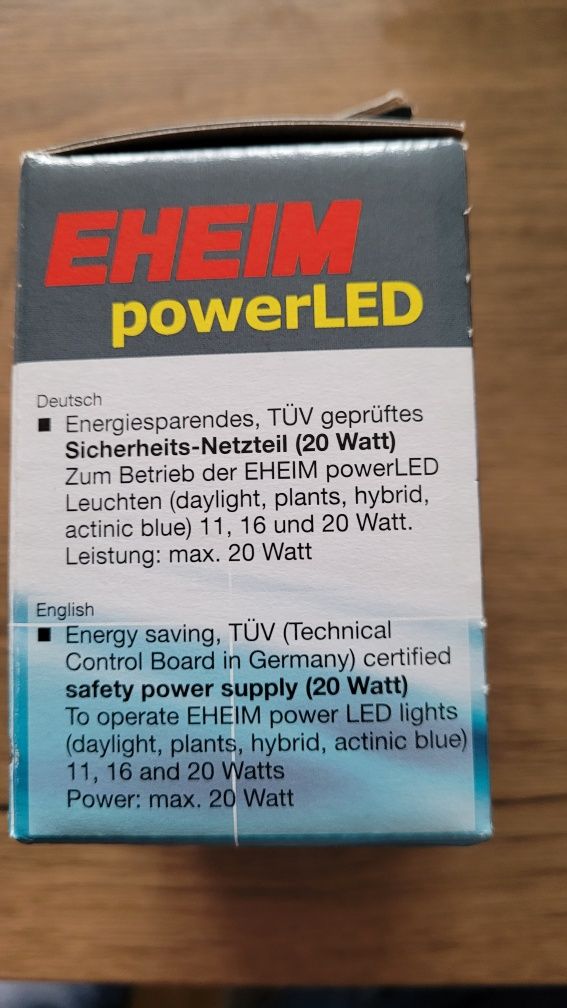 EHEIM
powerLED
Deutsch
■ Energiesparendes, TÜV geprüftes
Sicherheits-Netzteil (20 Watt)
Zum Betrieb der EHEIM powerLED
Leuchten (daylight, plants, hybrid,
actinic blue) 11, 16 und 20 Watt.
Leistung: max. 20 Watt
English
■ Energy saving, TÜV (Technical
Control Board in Germany) certified
safety power supply (20 Watt)
To operate EHEIM power LED lights
(daylight, plants, hybrid, actinic blue)
11, 16 and 20 Watts
Power: max. 20 Watt